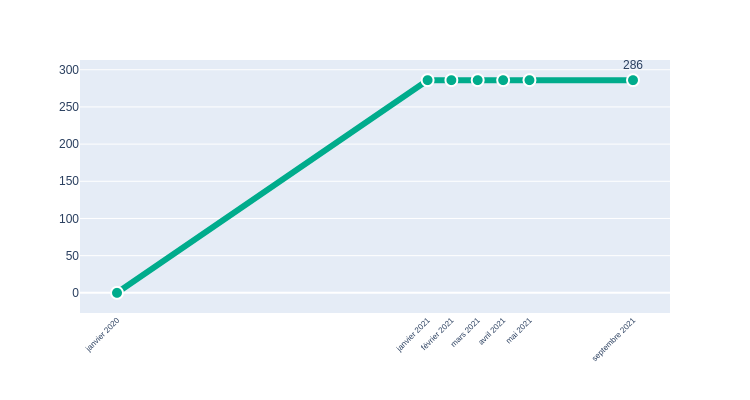 286
300
250
200
150
100
50
0
janvier 2020
janvier 2021
février 2021
mars 2021
avril 2021
mai 2021
septembre 2021